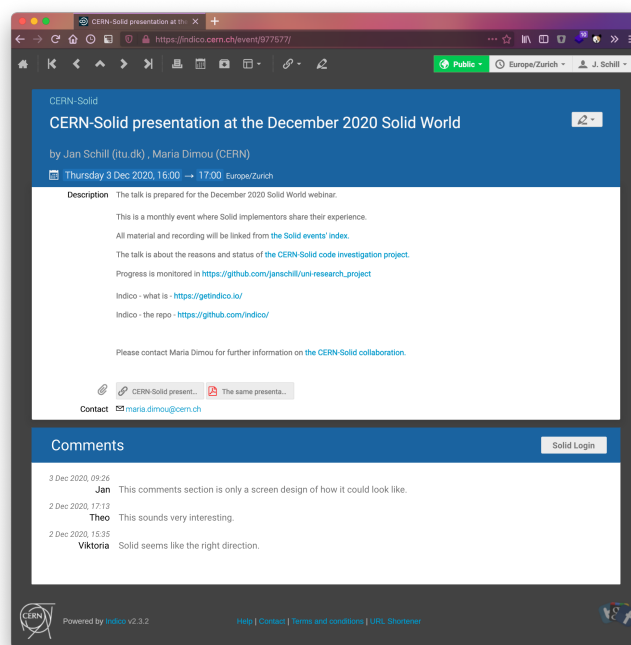 CERN-Solid presentation at the
https://indico.cern.ch/event/977577/
10
Public
Europe/Zurich
J. Schill
CERN-Solid
CERN-Solid presentation at the December 2020 Solid World
by Jan Schill (itu.dk) , Maria Dimou (CERN)
Thursday 3 Dec 2020, 16:00 → 17:00 Europe/Zurich
Description The talk is prepared for the December 2020 Solid World webinar.
This is a monthly event where Solid implementors share their experience.
All material and recording will be linked from the Solid events' index.
The talk is about the reasons and status of the CERN-Solid code investigation project.
Progress is monitored in https://github.com/janschill/uni-research_project
Indico - what is - https://getindico.io/
Indico - the repo - https://github.com/indico/
Please contact Maria Dimou for further information on the CERN-Solid collaboration.
CERN-Solid present... The same presenta...
Contact maria.dimou@cern.ch
Comments Solid Login
3 Dec 2020, 09:26
Jan This comments section is only a screen design of how it could look like.
2 Dec 2020, 17:13
Theo This sounds very interesting.
2 Dec 2020, 15:35
Viktoria Solid seems like the right direction.
CERN Powered by Indico v2.3.2 Help | Contact | Terms and conditions | URL Shortener